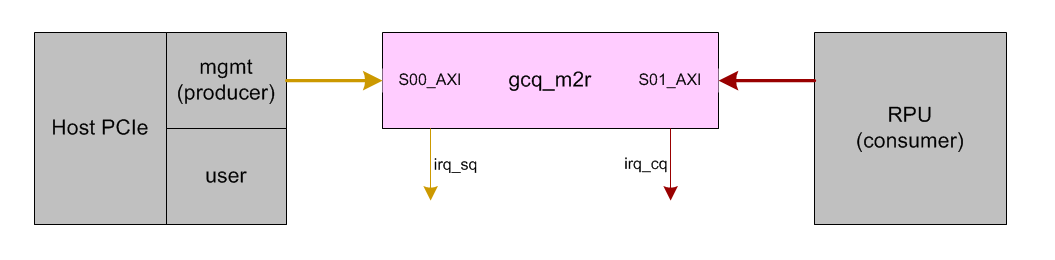 Host PCIe
mgmt
(producer)
user
S00_AXI
gcq_m2r
S01_AXI
irq_sq
irq_cq
RPU
(consumer)